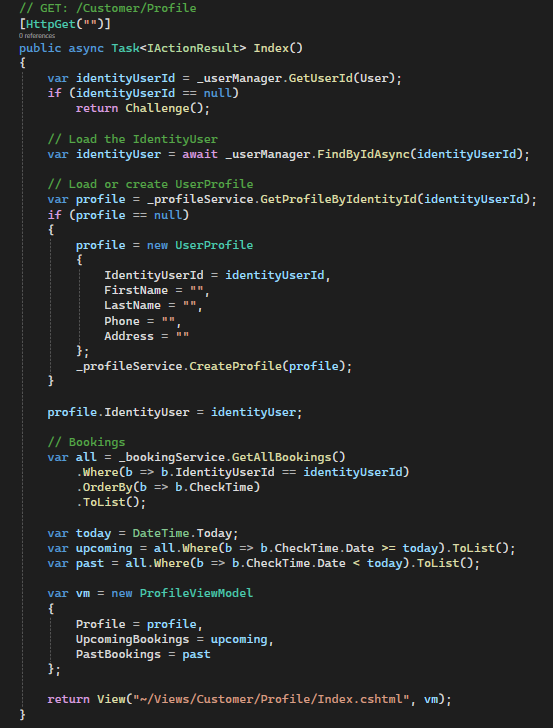 // GET: /Customer/Profile
[HttpGet("")]
0 references
public async Task<IActionResult> Index()
{
    var identityUserId = _userManager.GetUserId(User);
    if (identityUserId == null)
        return Challenge();

    // Load the IdentityUser
    var identityUser = await _userManager.FindByIdAsync(identityUserId);

    // Load or create UserProfile
    var profile = _profileService.GetProfileByIdentityId(identityUserId);
    if (profile == null)
    {
        profile = new UserProfile
        {
            IdentityUserId = identityUserId,
            FirstName = "",
            LastName = "",
            Phone = "",
            Address = ""
        };
        _profileService.CreateProfile(profile);
    }

    profile.IdentityUser = identityUser;

    // Bookings
    var all = _bookingService.GetAllBookings()
        .Where(b => b.IdentityUserId == identityUserId)
        .OrderBy(b => b.CheckTime)
        .ToList();

    var today = DateTime.Today;
    var upcoming = all.Where(b => b.CheckTime.Date >= today).ToList();
    var past = all.Where(b => b.CheckTime.Date < today).ToList();

    var vm = new ProfileViewModel
    {
        Profile = profile,
        UpcomingBookings = upcoming,
        PastBookings = past
    };

    return View("~/Views/Customer/Profile/Index.cshtml", vm);
}